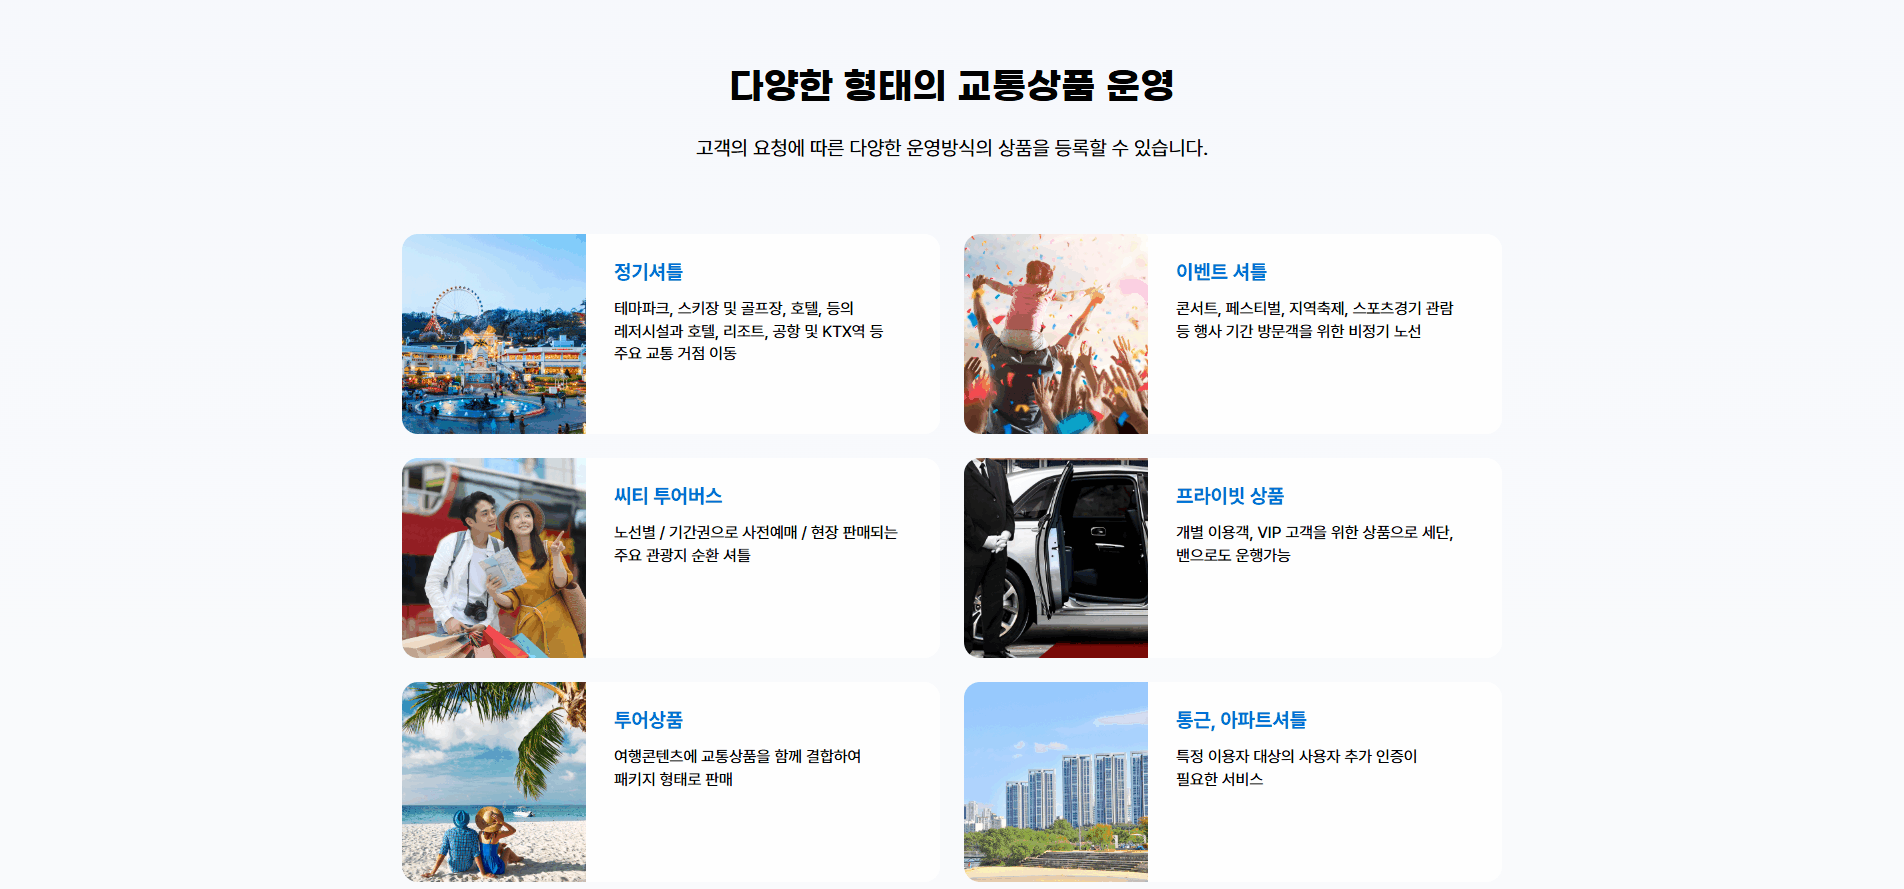 다양한 형태의 교통상품 운영
고객의 요청에 따른 다양한 운영방식의 상품을 등록할 수 있습니다.
정기셔틀
테마파크, 스키장 및 골프장, 호텔, 등의
레저시설과 호텔, 리조트, 공항 및 KTX역 등
주요 교통 거점 이동
이벤트 셔틀
콘서트, 페스티벌, 지역축제, 스포츠경기 관람
등 행사 기간 방문객을 위한 비정기 노선
씨티 투어버스
노선별 / 기간권으로 사전예매 / 현장 판매되는
주요 관광지 순환 셔틀
프라이빗 상품
개별 이용객, VIP 고객을 위한 상품으로 세단,
밴으로도 운행가능
투어상품
여행콘텐츠에 교통상품을 함께 결합하여
패키지 형태로 판매
통근, 아파트셔틀
특정 이용자 대상의 사용자 추가 인증이
필요한 서비스